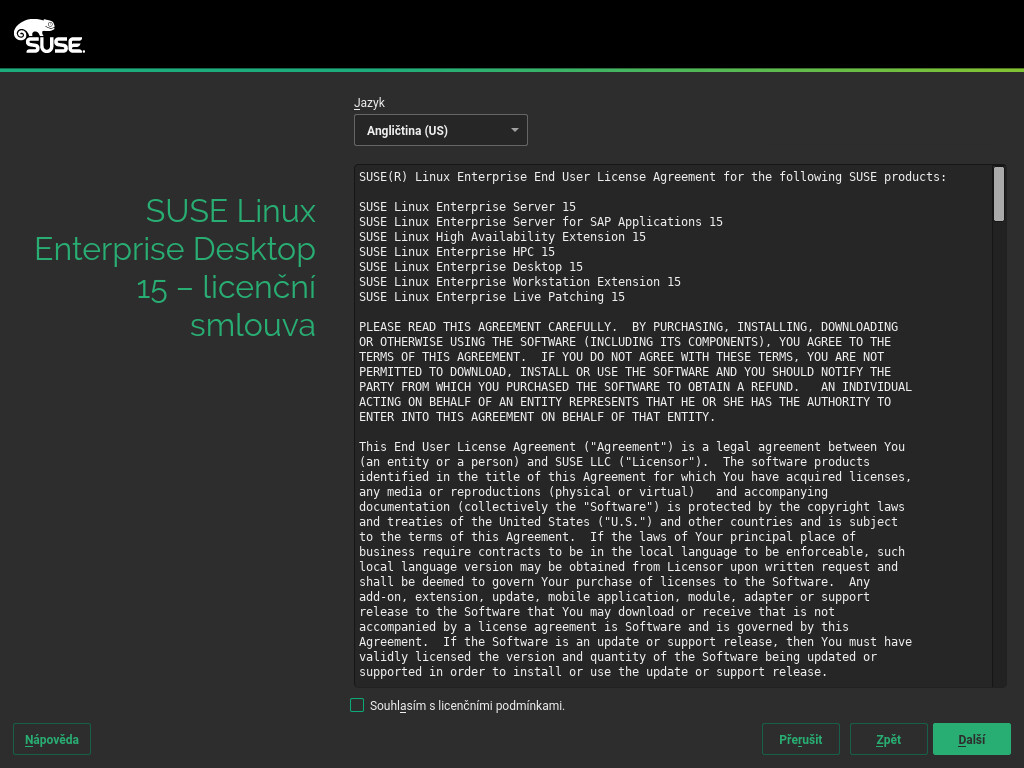 SUSE
Jazyk
Angličtina (US)
SUSE Linux
Enterprise Desktop
15 – licenční
smlouva
SUSE(R) Linux Enterprise End User License Agreement for the following SUSE products:
SUSE Linux Enterprise Server 15
SUSE Linux Enterprise Server for SAP Applications 15
SUSE Linux High Availability Extension 15
SUSE Linux Enterprise HPC 15
SUSE Linux Enterprise Desktop 15
SUSE Linux Enterprise Workstation Extension 15
SUSE Linux Enterprise Live Patching 15
PLEASE READ THIS AGREEMENT CAREFULLY.  BY PURCHASING, INSTALLING, DOWNLOADING
OR OTHERWISE USING THE SOFTWARE (INCLUDING ITS COMPONENTS), YOU AGREE TO THE
TERMS OF THIS AGREEMENT.  IF YOU DO NOT AGREE WITH THESE TERMS, YOU ARE NOT
PERMITTED TO DOWNLOAD, INSTALL OR USE THE SOFTWARE AND YOU SHOULD NOTIFY THE
PARTY FROM WHICH YOU PURCHASED THE SOFTWARE TO OBTAIN A REFUND.   AN INDIVIDUAL
ACTING ON BEHALF OF AN ENTITY REPRESENTS THAT HE OR SHE HAS THE AUTHORITY TO
ENTER INTO THIS AGREEMENT ON BEHALF OF THAT ENTITY.
This End User License Agreement ("Agreement") is a legal agreement between You
(an entity or a person) and SUSE LLC ("Licensor").  The software products
identified in the title of this Agreement for which You have acquired licenses,
any media or reproductions (physical or virtual)   and accompanying
documentation (collectively the "Software") is protected by the copyright laws
and treaties of the United States ("U.S.") and other countries and is subject
to the terms of this Agreement.  If the laws of Your principal place of
business require contracts to be in the local language to be enforceable, such
local language version may be obtained from Licensor upon written request and
shall be deemed to govern Your purchase of licenses to the Software.  Any
add-on, extension, update, mobile application, module, adapter or support
release to the Software that You may download or receive that is not
accompanied by a license agreement is Software and is governed by this
Agreement.  If the Software is an update or support release, then You must have
validly licensed the version and quantity of the Software being updated or
supported in order to install or use the update or support release.
Souhlasím s licenčními podmínkami.
Nápověda
Přerušit
Zpět
Další